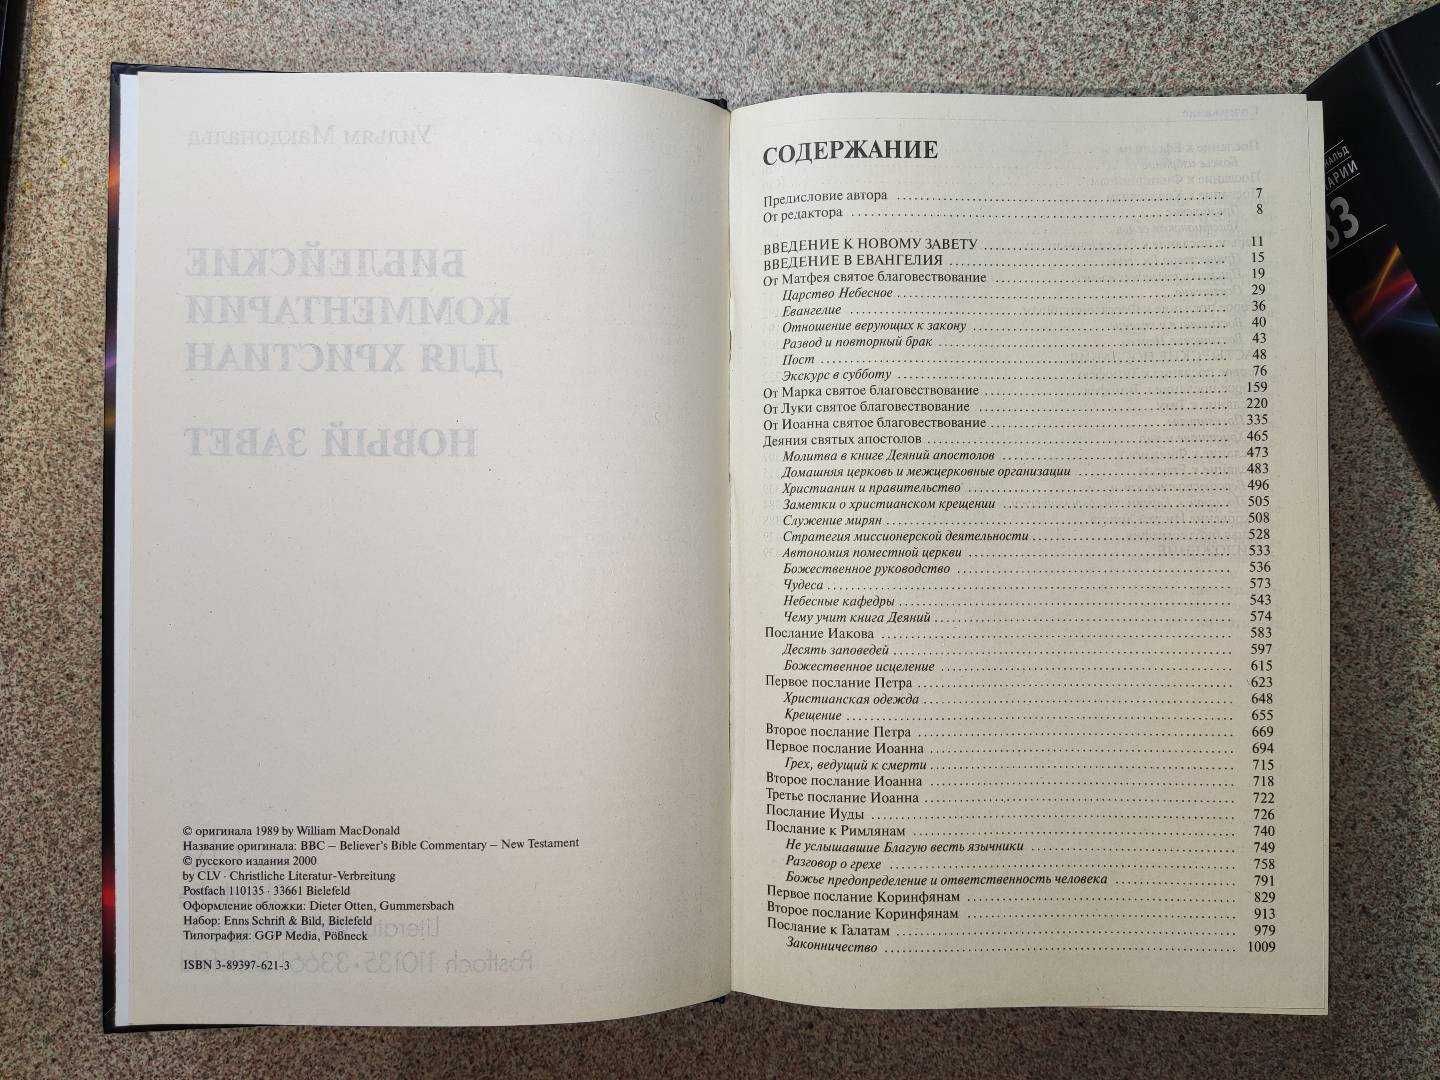 Уильям Макдональд
БИБЛЕЙСКИЕ
КОММЕНТАРИИ
ДЛЯ ХРИСТИАН
НОВЫЙ ЗАВЕТ
© оригинала 1989 by William MacDonald
Название оригинала: BBC – Believer's Bible Commentary – New Testament
© русского издания 2000
by CLV · Christliche Literatur-Verbreitung
Postfach 110135 · 33661 Bielefeld
Оформление обложки: Dieter Otten, Gummersbach
Набор: Enns Schrift & Bild, Bielefeld
Типография: GGP Media, Pößneck
ISBN 3-89397-621-3
СОДЕРЖАНИЕ
Предисловие автора 7
От редактора 8
ВВЕДЕНИЕ К НОВОМУ ЗАВЕТУ 11
ВВЕДЕНИЕ В ЕВАНГЕЛИЯ 15
От Матфея святое благовествование 19
Царство Небесное 29
Евангелие 36
Отношение верующих к закону 40
Развод и повторный брак 43
Пост 48
Экскурс в субботу 76
От Марка святое благовествование 159
От Луки святое благовествование 220
От Иоанна святое благовествование 335
Деяния святых апостолов 465
Молитва в книге Деяний апостолов 473
Домашняя церковь и межцерковные организации 483
Христианин и правительство 496
Заметки о христианском крещении 505
Служение мирян 508
Стратегия миссионерской деятельности 528
Автономия поместной церкви 533
Божественное руководство 536
Чудеса 573
Небесные кафедры 543
Чему учит книга Деяний 574
Послание Иакова 583
Десять заповедей 597
Божественное исцеление 615
Первое послание Петра 623
Христианская одежда 648
Крещение 655
Второе послание Петра 669
Первое послание Иоанна 694
Грех, ведущий к смерти 715
Второе послание Иоанна 718
Третье послание Иоанна 722
Послание Иуды 726
Послание к Римлянам 740
Не услышавшие Благую весть язычники 749
Разговор о грехе 758
Божье предопределение и ответственность человека 791
Первое послание Коринфянам 829
Второе послание Коринфянам 913
Послание к Галатам 979
Законничество 1009